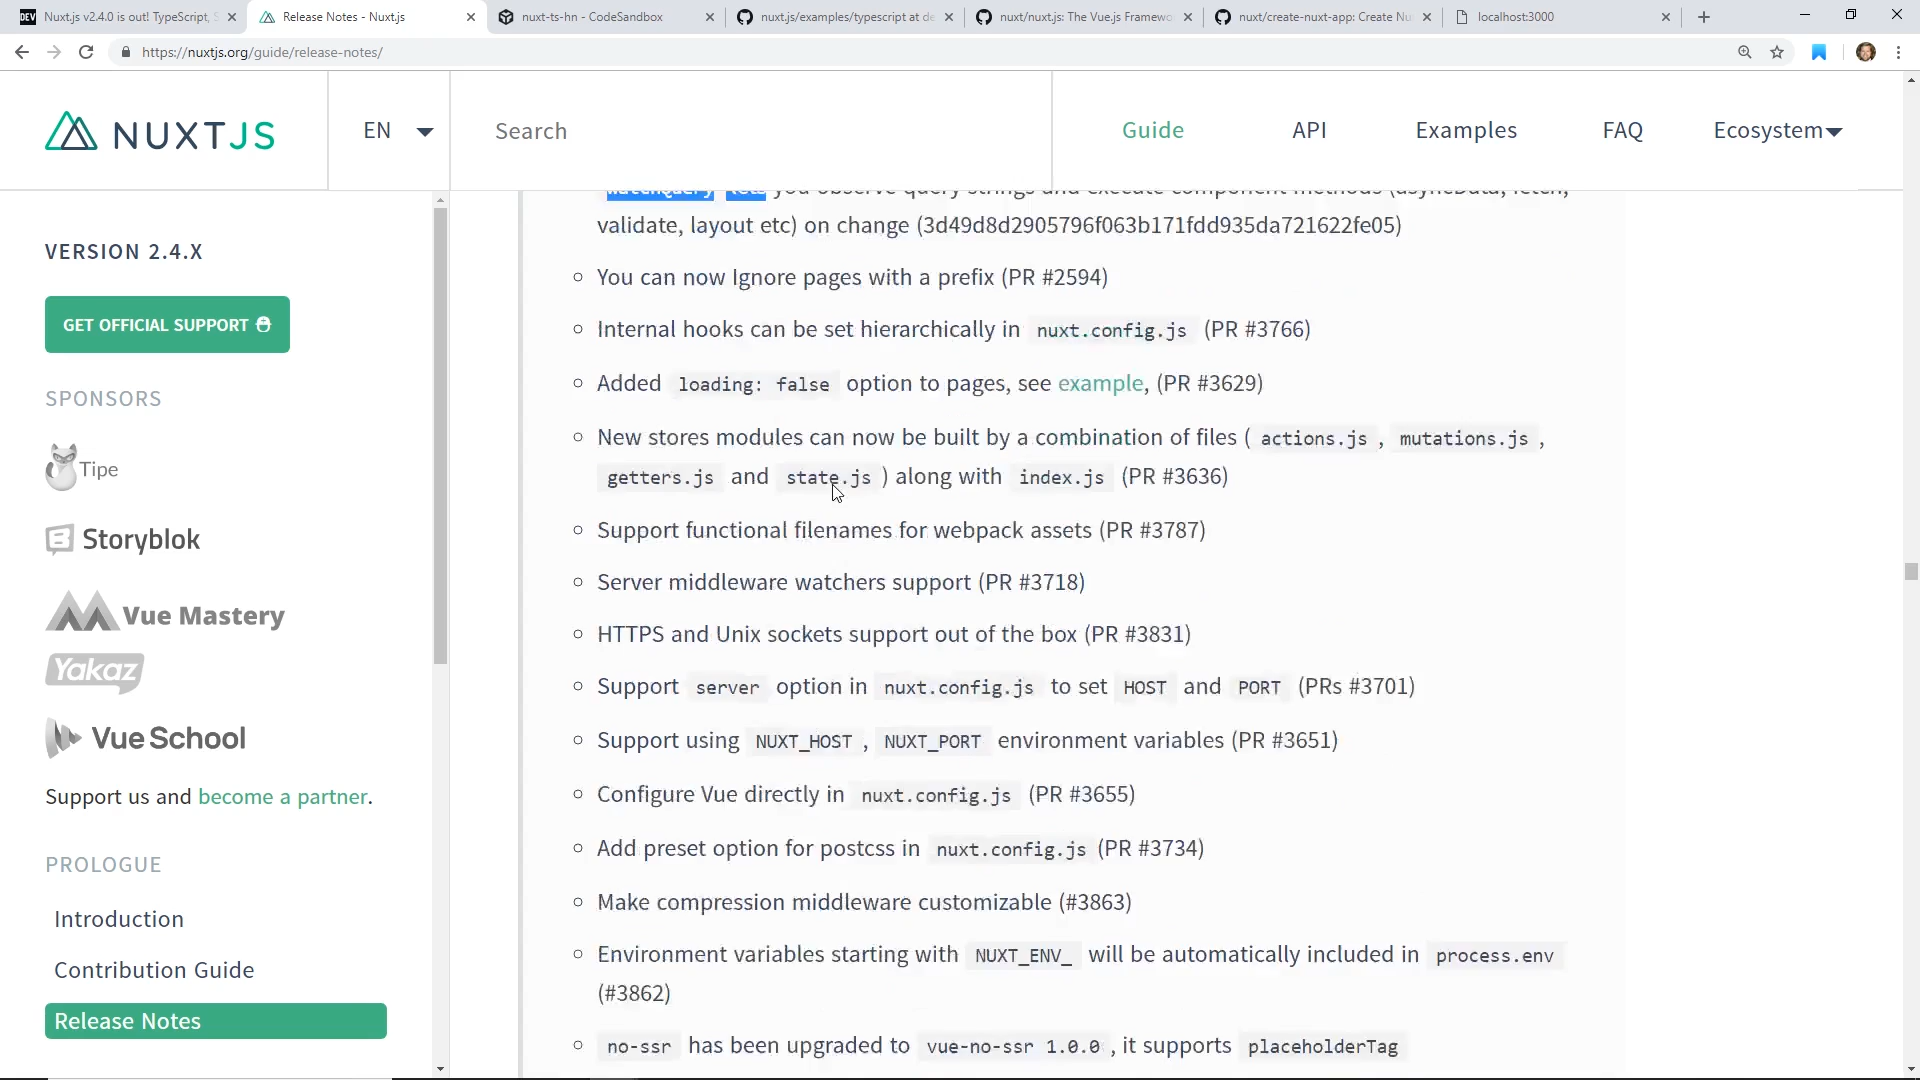 DEV Nuxt.js v2.4.0 is out! TypeScript, S
Release Notes - Nuxt.js
nuxt-ts-hn - CodeSandbox
nuxt.js/examples/typescript at de
nuxt/nuxt.js: The Vue.js Framewo
nuxt/create-nuxt-app: Create Nu
localhost:3000
https://nuxtjs.org/guide/release-notes/
NUXTJS
EN
Search
Guide
API
Examples
FAQ
Ecosystem
VERSION 2.4.X
GET OFFICIAL SUPPORT
SPONSORS
Tipe
Storyblok
Vue Mastery
Yakaz
Vue School
Support us and become a partner.
PROLOGUE
Introduction
Contribution Guide
Release Notes
you observe query strings and execute component methods (asyncData, fetch,
validate, layout etc) on change (3d49d8d2905796f063b171fdd935da721622fe05)
You can now Ignore pages with a prefix (PR #2594)
Internal hooks can be set hierarchically in nuxt.config.js (PR #3766)
Added loading: false option to pages, see example, (PR #3629)
New stores modules can now be built by a combination of files ( actions.js , mutations.js ,
getters.js and state.js ) along with index.js (PR #3636)
Support functional filenames for webpack assets (PR #3787)
Server middleware watchers support (PR #3718)
HTTPS and Unix sockets support out of the box (PR #3831)
Support server option in nuxt.config.js to set HOST and PORT (PRs #3701)
Support using NUXT_HOST , NUXT_PORT environment variables (PR #3651)
Configure Vue directly in nuxt.config.js (PR #3655)
Add preset option for postcss in nuxt.config.js (PR #3734)
Make compression middleware customizable (#3863)
Environment variables starting with NUXT_ENV_ will be automatically included in process.env
(#3862)
no-ssr has been upgraded to vue-no-ssr 1.0.0 , it supports placeholderTag